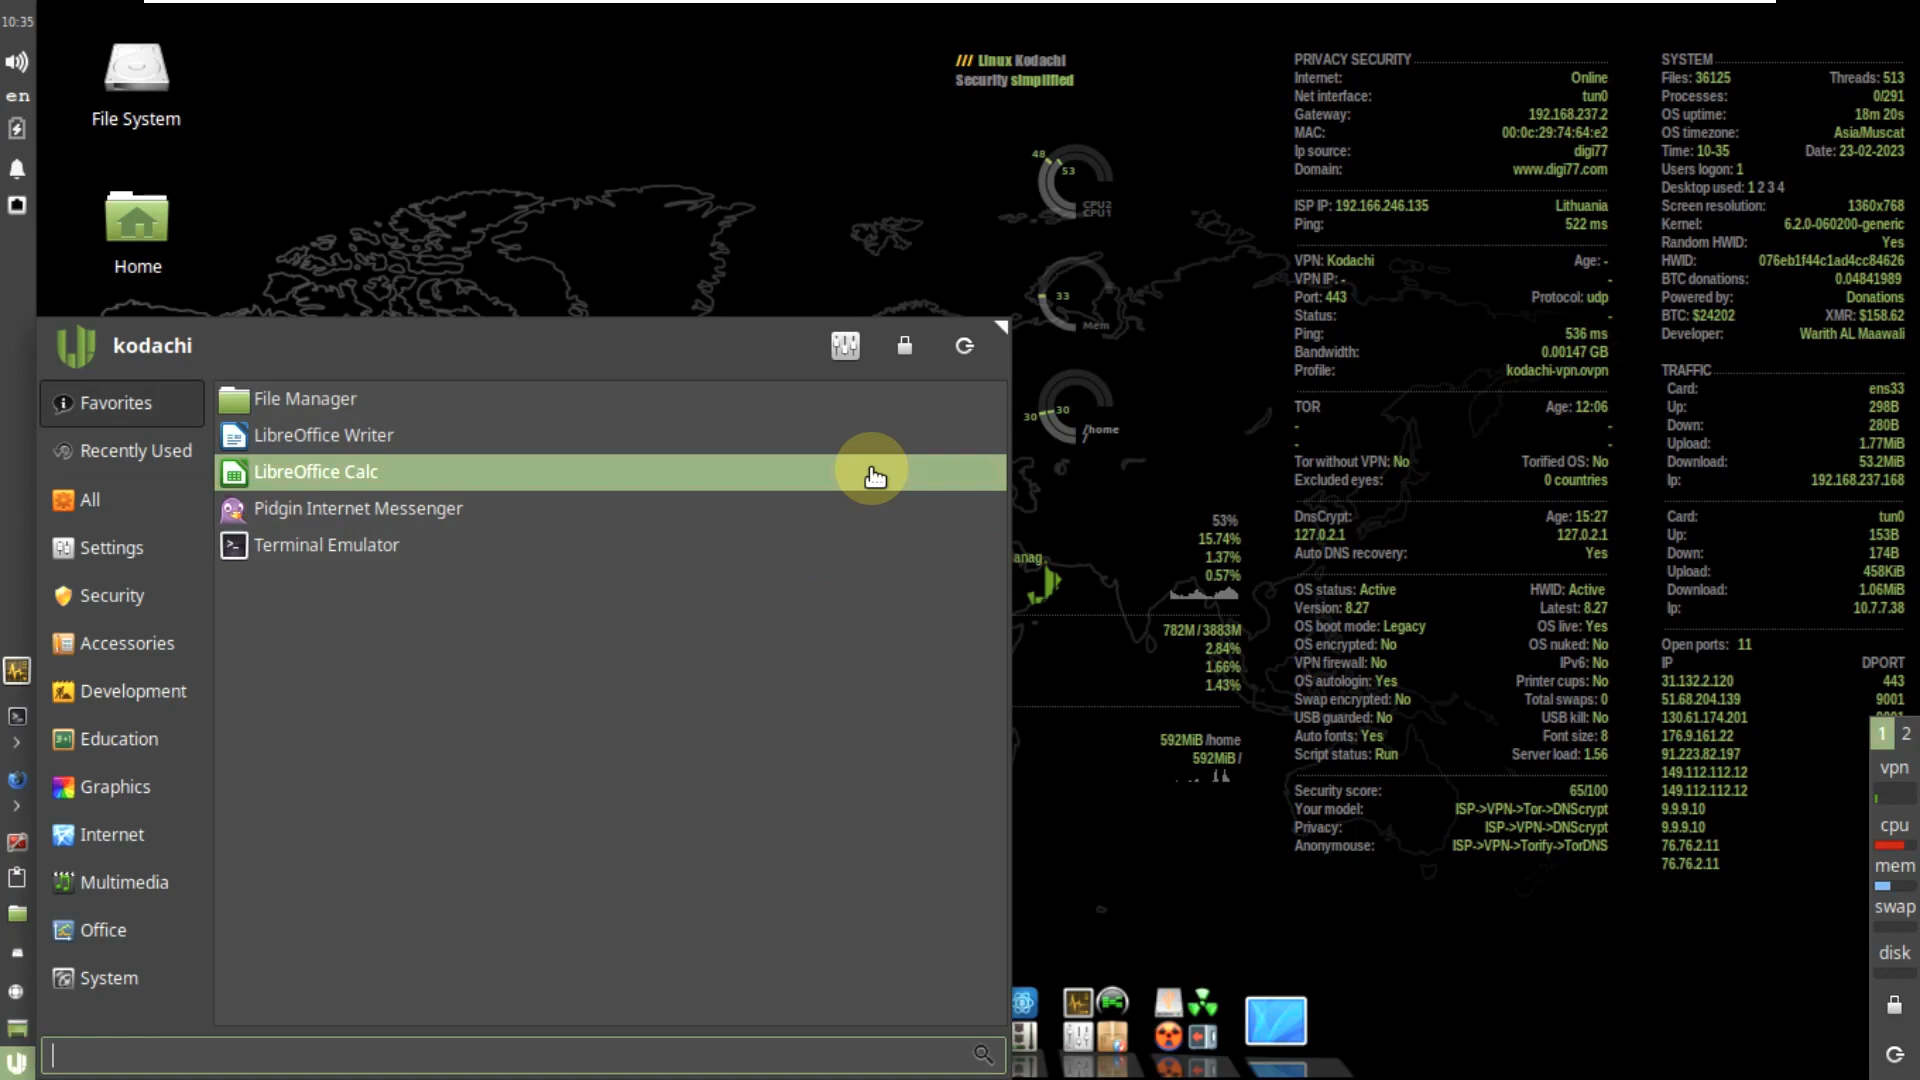 10:35
en
File System
Home
kodachi
Favorites
Recently Used
All
Settings
Security
Accessories
Development
Education
Graphics
Internet
Multimedia
Office
System
File Manager
LibreOffice Writer
LibreOffice Calc
Pidgin Internet Messenger
Terminal Emulator
/// Linux Kodachi
Security simplified
48
53
CPU2
CPU1
33
Mem
30 30
/home
/
53%
15.74%
anag. 1.37%
0.57%
782M / 3883M
2.84%
1.66%
1.43%
592MiB /home
592MiB /
PRIVACY SECURITY
Internet: Online
Net interface: tun0
Gateway: 192.168.237.2
MAC: 00:0c:29:74:64:e2
Ip source: digi77
Domain: www.digi77.com
ISP IP: 192.166.246.135 Lithuania
Ping: 522 ms
VPN: Kodachi Age: -
VPN IP: - -
Port: 443 Protocol: udp
Status: -
Ping: 536 ms
Bandwidth: 0.00147 GB
Profile: kodachi-vpn.ovpn
TOR Age: 12:06
- -
- -
Tor without VPN: No Torified OS: No
Excluded eyes: 0 countries
DnsCrypt: Age: 15:27
127.0.2.1 127.0.2.1
Auto DNS recovery: Yes
OS status: Active HWID: Active
Version: 8.27 Latest: 8.27
OS boot mode: Legacy OS live: Yes
OS encrypted: No OS nuked: No
VPN firewall: No IPv6: No
OS autologin: Yes Printer cups: No
Swap encrypted: No Total swaps: 0
USB guarded: No USB kill: No
Auto fonts: Yes Font size: 8
Script status: Run Server load: 1.56
Security score: 65/100
Your model: ISP->VPN->Tor->DNScrypt
Privacy: ISP->VPN->DNScrypt
Anonymouse: ISP->VPN->Torify->TorDNS
SYSTEM
Files: 36125 Threads: 513
Processes: 0/291
OS uptime: 18m 20s
OS timezone: Asia/Muscat
Time: 10-35 Date: 23-02-2023
Users logon: 1
Desktop used: 1 2 3 4
Screen resolution: 1360x768
Kernel: 6.2.0-060200-generic
Random HWID: Yes
HWID: 076eb1f44c1ad4cc84626
BTC donations: 0.04841989
Powered by: Donations
BTC: $24202 XMR: $158.62
Developer: Warith AL Maawali
TRAFFIC
Card: ens33
Up: 298B
Down: 280B
Upload: 1.77MiB
Download: 53.2MiB
Ip: 192.168.237.168
Card: tun0
Up: 153B
Down: 174B
Upload: 458KiB
Download: 1.06MiB
Ip: 10.7.7.38
Open ports: 11
IP DPORT
31.132.2.120 443
51.68.204.139 9001
130.61.174.201
176.9.161.22
91.223.82.197
149.112.112.12
149.112.112.12
9.9.9.10
9.9.9.10
76.76.2.11
76.76.2.11
1 2
vpn
cpu
mem
swap
disk